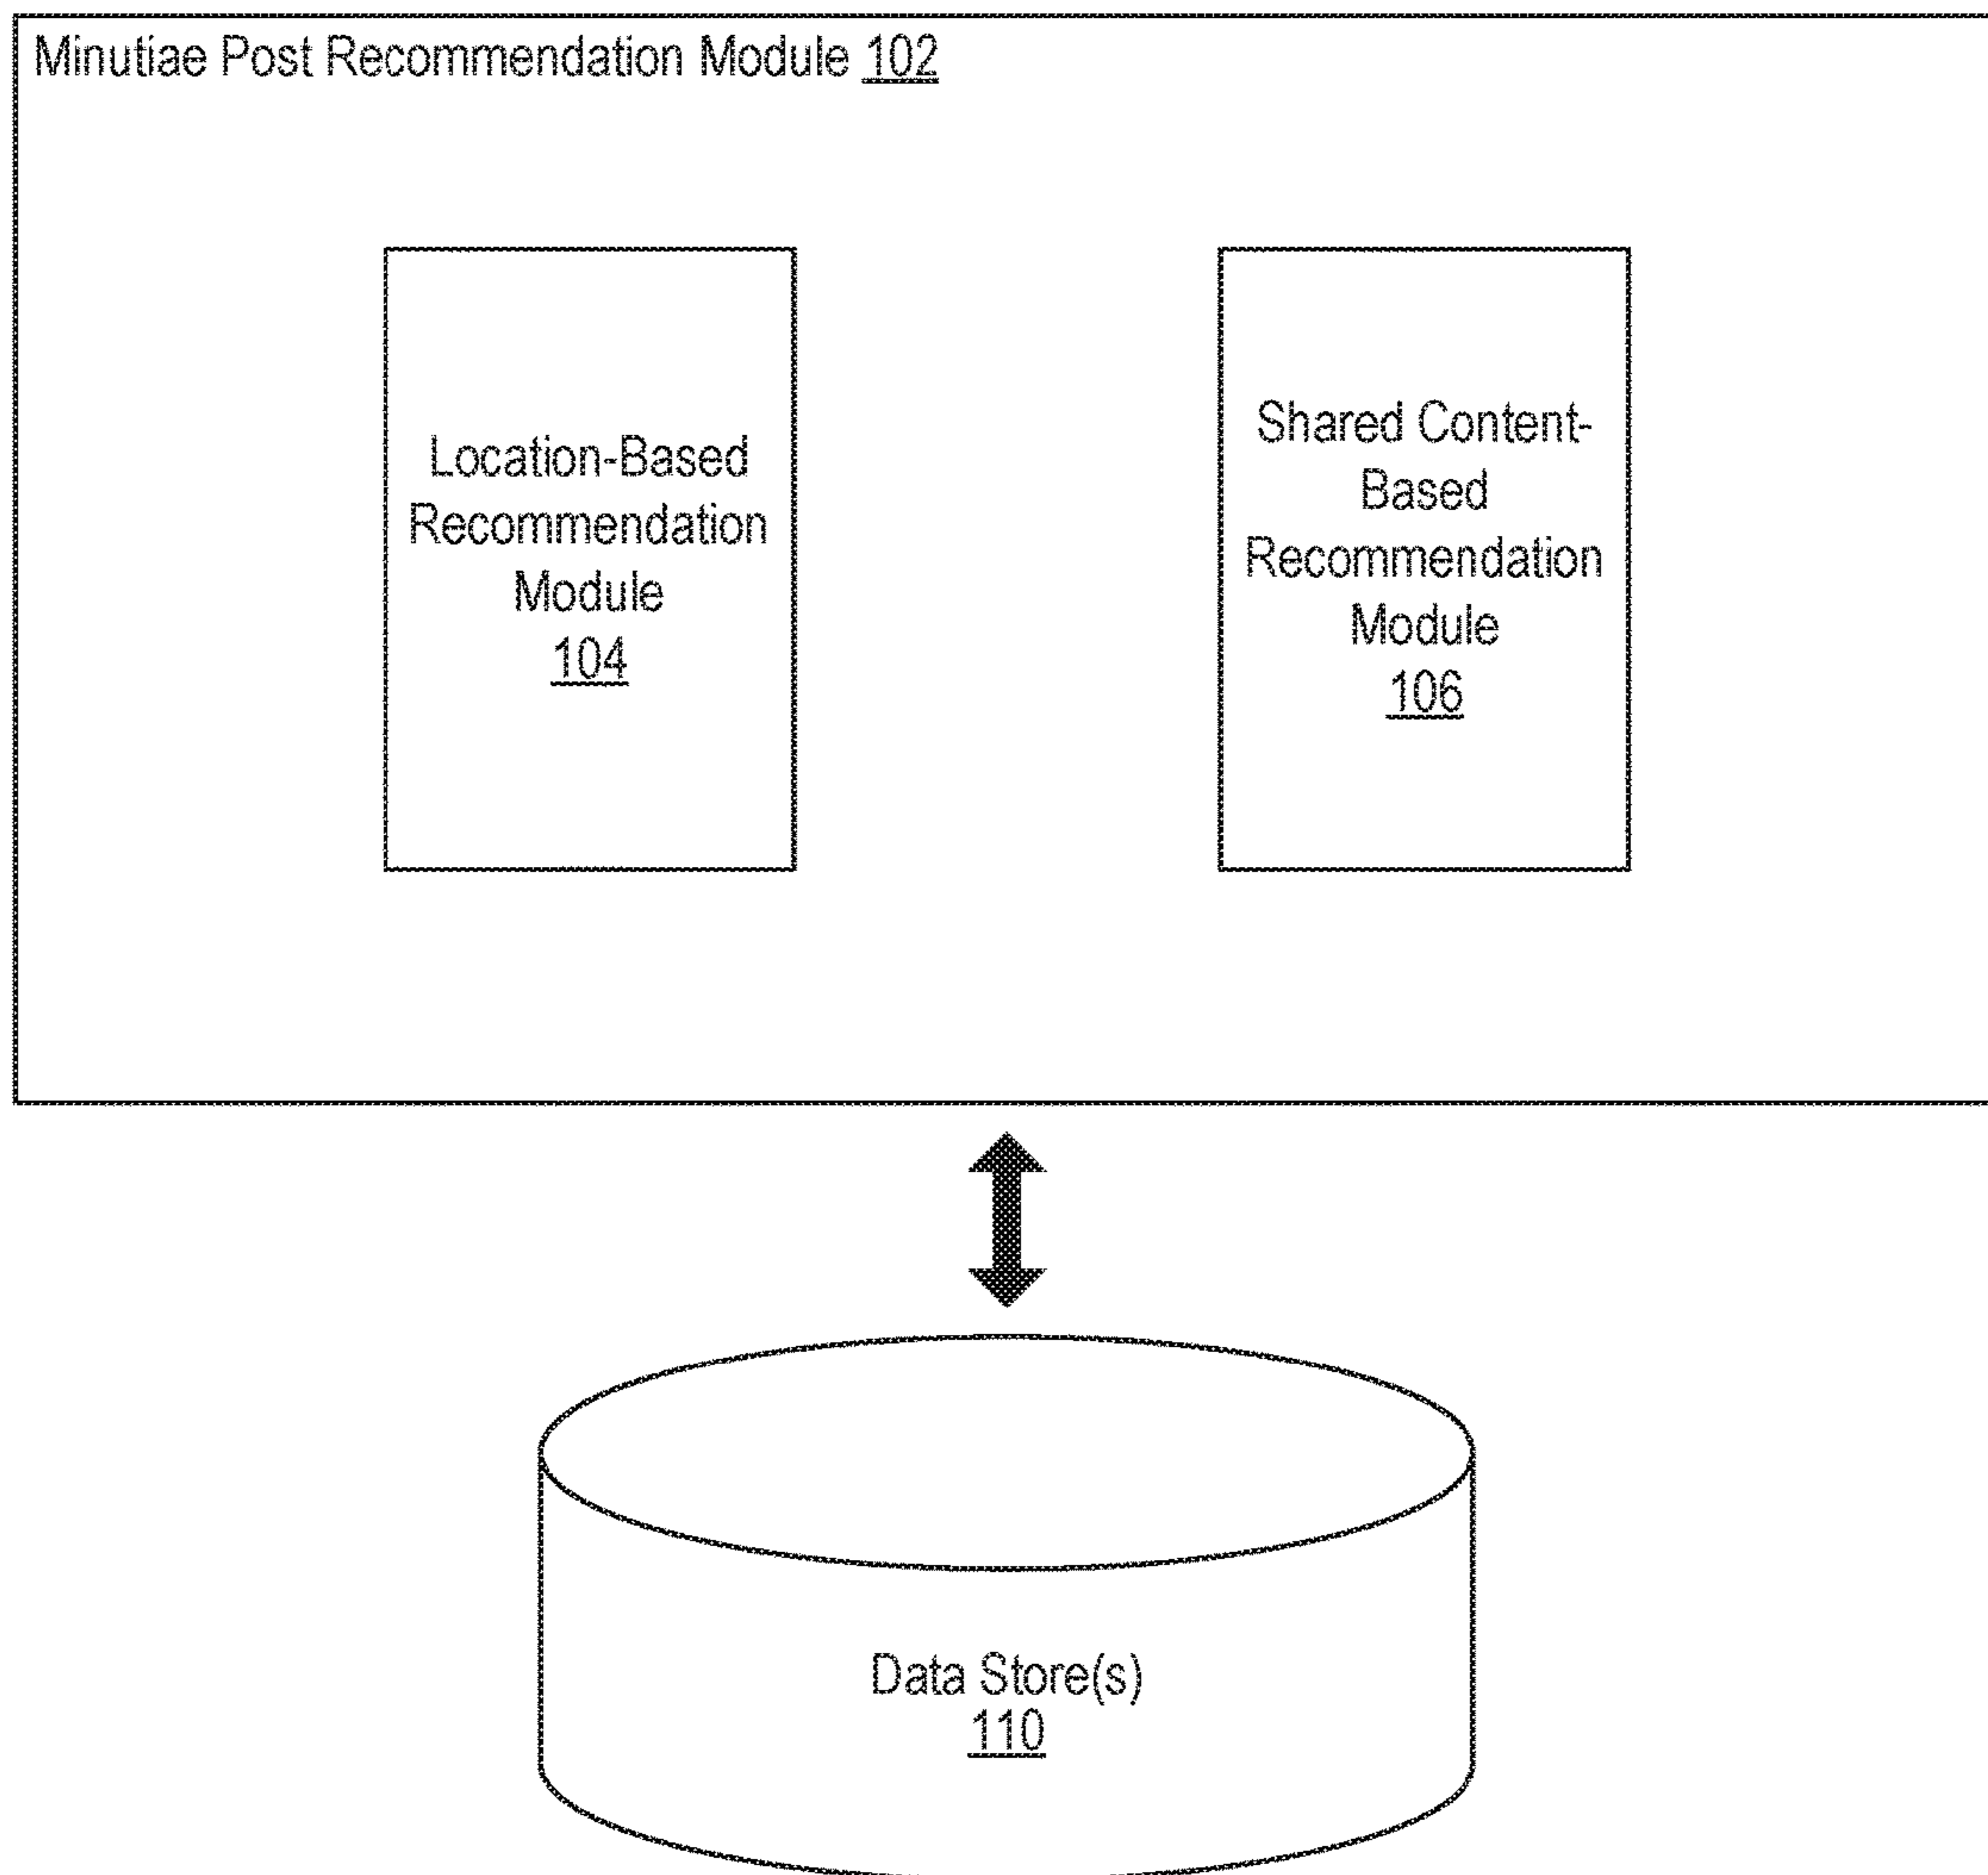 Minutiae Post Recommendation Module 102
Location-Based
Recommendation
Module
104
Shared Content-
Based
Recommendation
Module
106
Data Store(s)
110